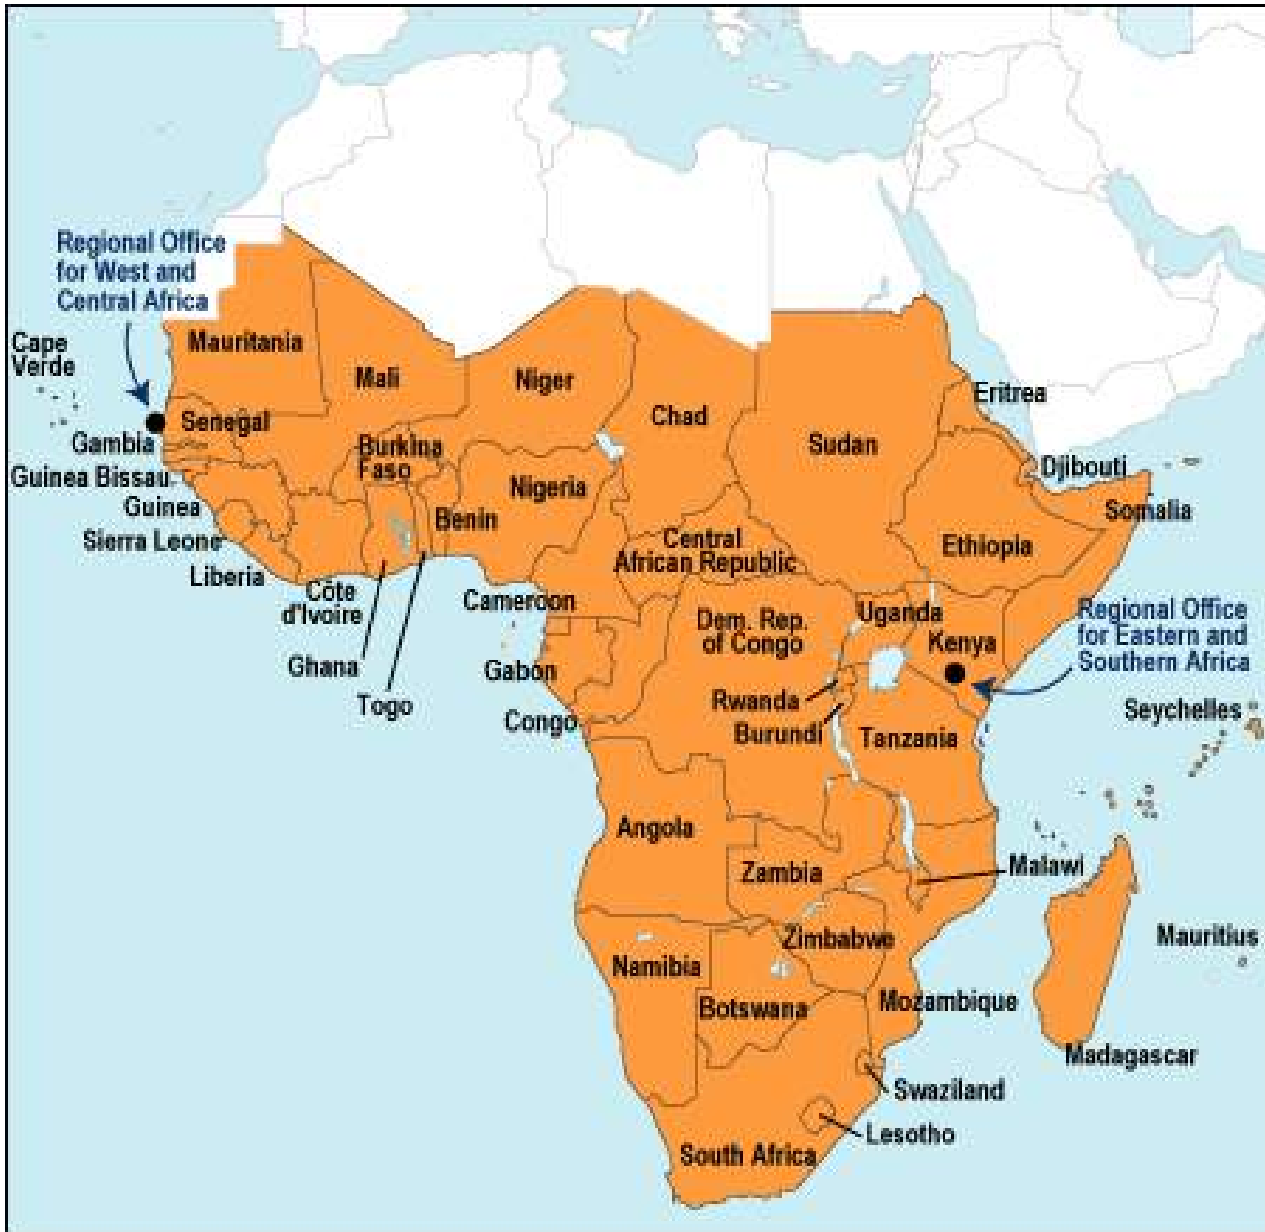 Regional Office
for West and
Central Africa
Cape
Verde
Mauritania
Mali
Niger
Chad
Sudan
Eritrea
Senegal
Gambia
Burkina
Faso
Djibouti
Guinea Bissau
Nigeria
Guinea
Benin
Somalia
Sierra Leone
Central
African Republic
Ethiopia
Liberia
Côte
d'Ivoire
Cameroon
Uganda
Dem. Rep.
of Congo
Kenya
Regional Office
for Eastern and
Southern Africa
Ghana
Gabon
Togo
Rwanda
Congo
Burundi
Tanzania
Seychelles
Angola
Zambia
Malawi
Zimbabwe
Mauritius
Namibia
Botswana
Mozambique
Madagascar
Swaziland
Lesotho
South Africa